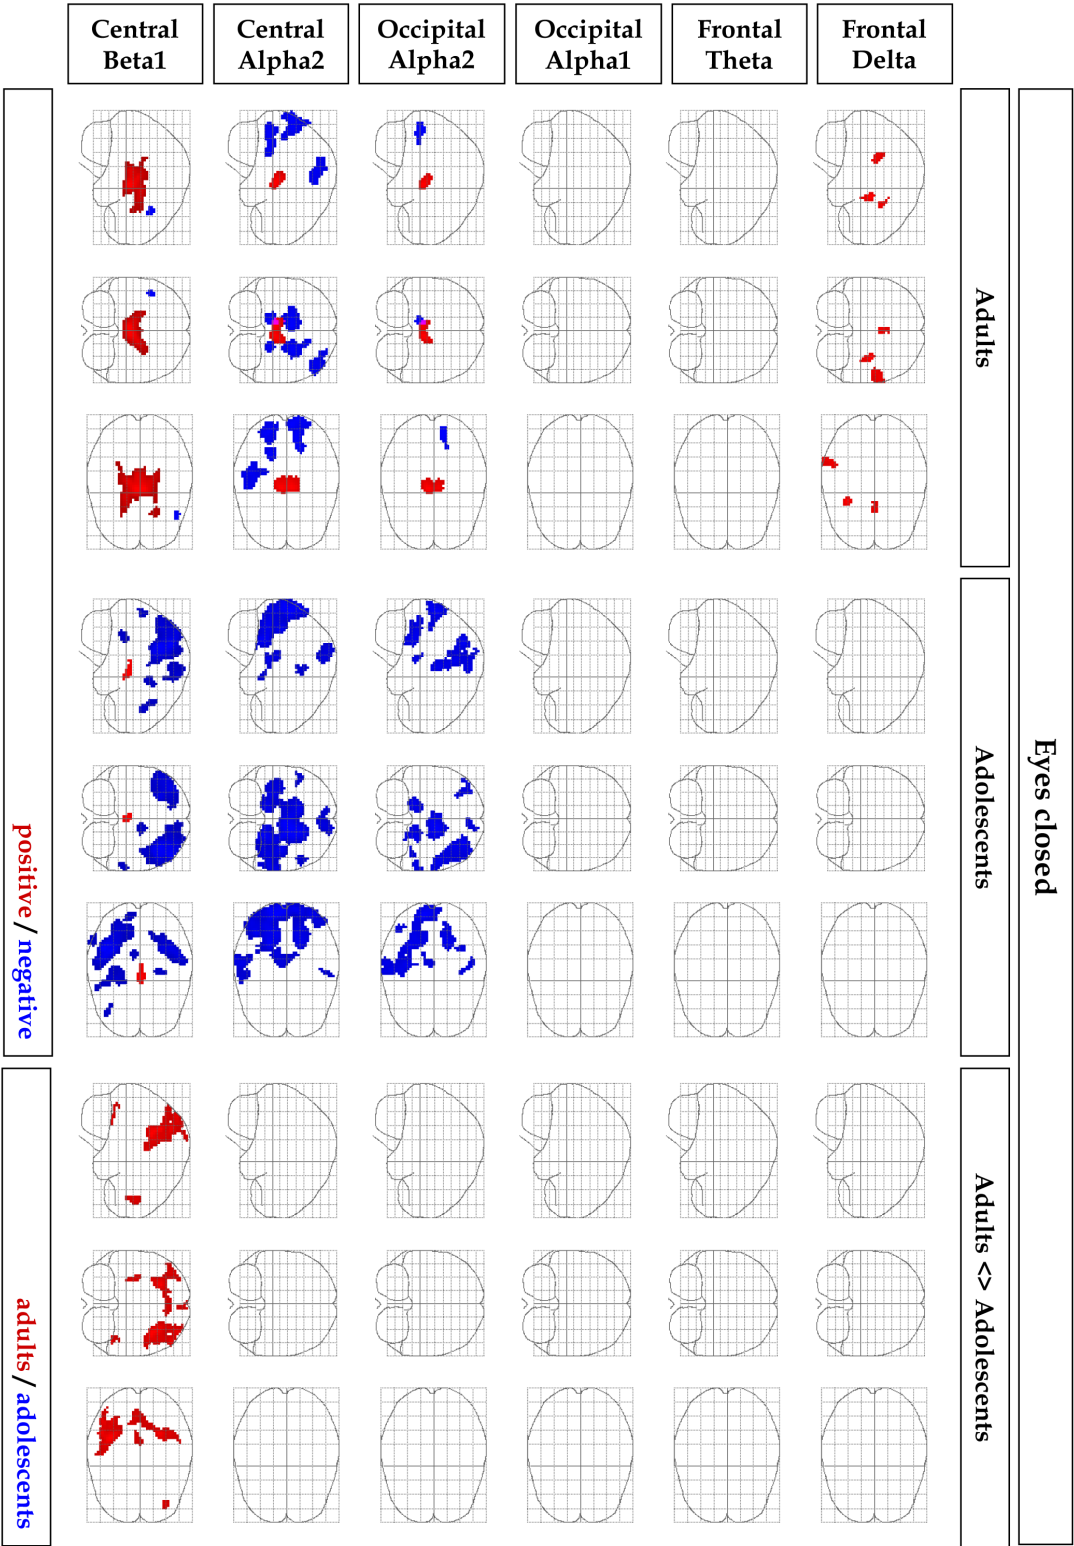 Central
Beta1
Central
Alpha2
Occipital
Alpha2
Occipital
Alpha1
Frontal
Theta
Frontal
Delta
Eyes closed
Adults
Adolescents
Adults <> Adolescents
positive / negative
adults / adolescents